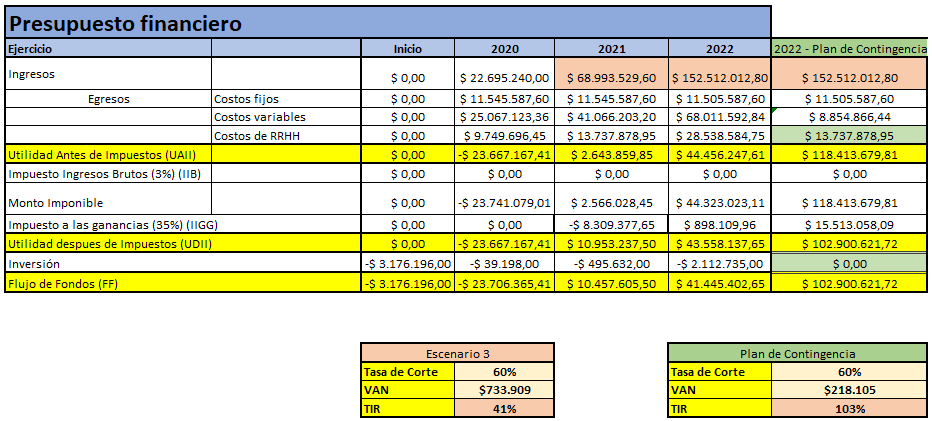 Presupuesto financiero
Ejercicio Inicio 2020 2021 2022 2022 - Plan de Contingencia
Ingresos $ 0,00 $ 22.695.240,00 $ 68.993.529,60 $ 152.512.012,80 $ 152.512.012,80
Egresos Costos fijos $ 0,00 $ 11.545.587,60 $ 11.545.587,60 $ 11.505.587,60 $ 11.505.587,60
Costos variables $ 0,00 $ 25.067.123,36 $ 41.066.203,20 $ 68.011.592,84 $ 8.854.866,44
Costos de RRHH $ 0,00 $ 9.749.696,45 $ 13.737.878,95 $ 28.538.584,75 $ 13.737.878,95
Utilidad Antes de Impuestos (UAII) $ 0,00 -$ 23.667.167,41 $ 2.643.859,85 $ 44.456.247,61 $ 118.413.679,81
Impuesto Ingresos Brutos (3%) (IIB) $ 0,00 $ 0,00 $ 0,00 $ 0,00 $ 0,00
Monto Imponible $ 0,00 -$ 23.741.079,01 $ 2.566.028,45 $ 44.323.023,11 $ 118.413.679,81
Impuesto a las ganancias (35%) (IIGG) $ 0,00 $ 0,00 -$ 8.309.377,65 $ 898.109,96 $ 15.513.058,09
Utilidad despues de Impuestos (UDII) $ 0,00 -$ 23.667.167,41 $ 10.953.237,50 $ 43.558.137,65 $ 102.900.621,72
Inversión -$ 3.176.196,00 -$ 39.198,00 -$ 495.632,00 -$ 2.112.735,00 $ 0,00
Flujo de Fondos (FF) -$ 3.176.196,00 -$ 23.706.365,41 $ 10.457.605,50 $ 41.445.402,65 $ 102.900.621,72
Escenario 3 Plan de Contingencia
Tasa de Corte 60% Tasa de Corte 60%
VAN $733.909 VAN $218.105
TIR 41% TIR 103%